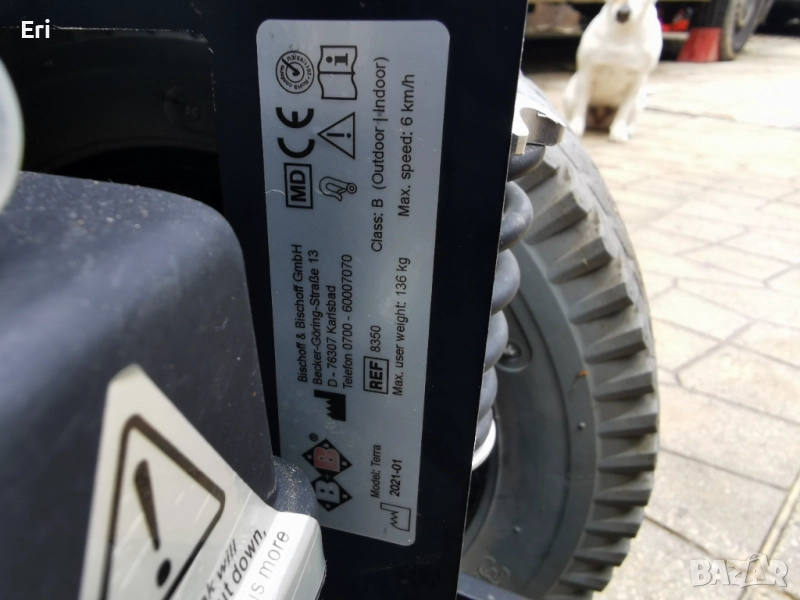 Eri
B B
®
Model: Terra
2021-01
Bischoff & Bischoff GmbH
Becker-Göring-Straße 13
D - 76307 Karlsbad
Telefon 0700 - 60007070
REF 8350
Max. user weight: 136 kg
MD CE
Class: B (Outdoor | Indoor)
Max. speed: 6 km/h
will
down,
more
BAZAR